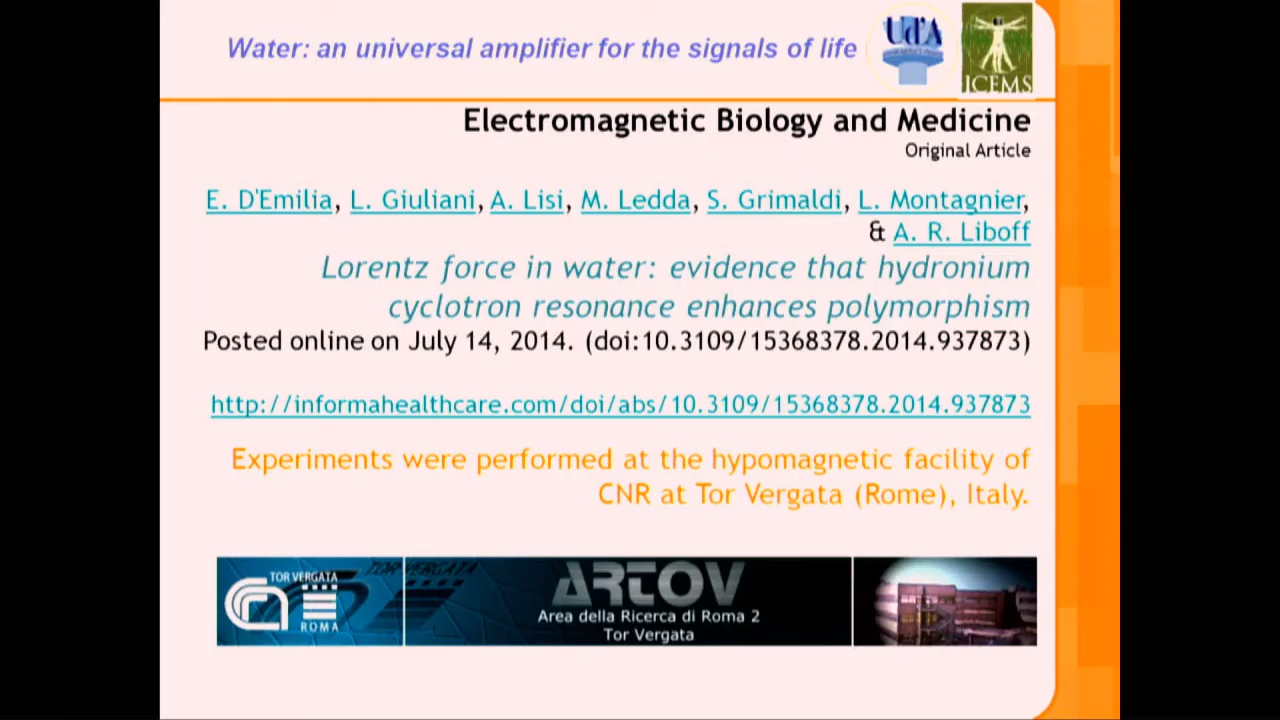 Water: an universal amplifier for the signals of life
Ud'A
ICEMS
Electromagnetic Biology and Medicine
Original Article
E. D'Emilia, L. Giuliani, A. Lisi, M. Ledda, S. Grimaldi, L. Montagnier,
& A. R. Liboff
Lorentz force in water: evidence that hydronium
cyclotron resonance enhances polymorphism
Posted online on July 14, 2014. (doi:10.3109/15368378.2014.937873)
http://informahealthcare.com/doi/abs/10.3109/15368378.2014.937873
Experiments were performed at the hypomagnetic facility of
CNR at Tor Vergata (Rome), Italy.
TOR VERGATA
ROMA
TOR VERGATA
ARTOV
Area della Ricerca di Roma 2
Tor Vergata